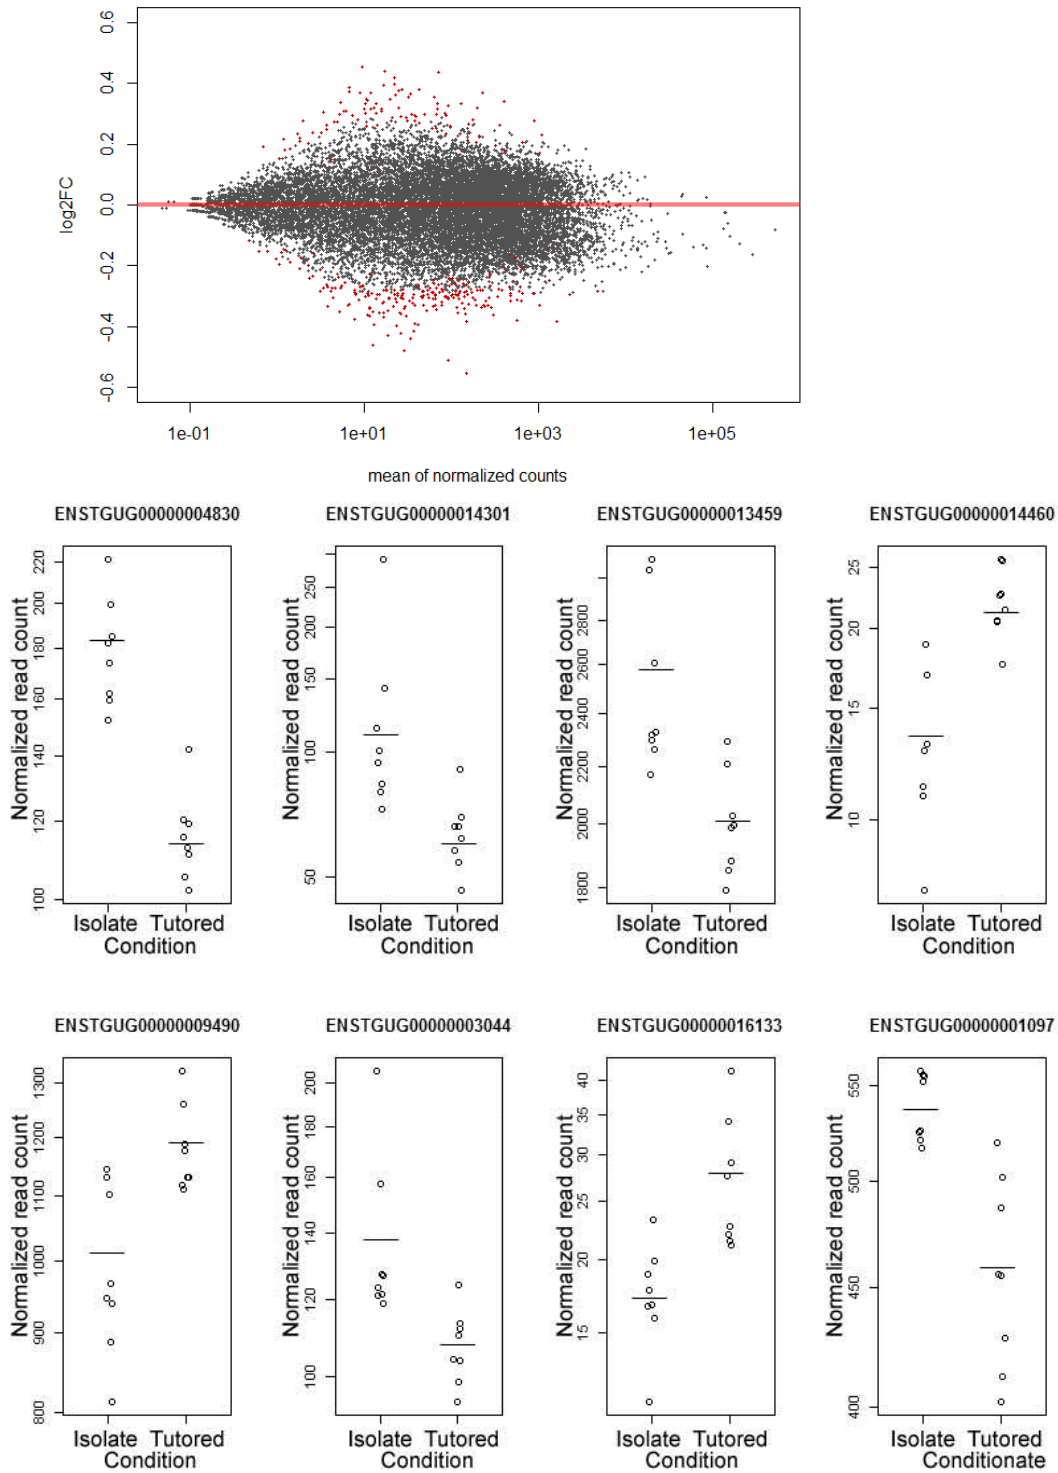 0.6
0.4
0.2
0.0
-0.2
-0.4
-0.6
log2FC
1e-01 1e+01 1e+03 1e+05
mean of normalized counts
ENSTGUG00000004830 ENSTGUG00000014301 ENSTGUG00000013459 ENSTGUG00000014460
Normalized read count
220
200
180
160
140
120
100
Isolate Tutored
Condition
Normalized read count
250
200
150
100
50
Isolate Tutored
Condition
Normalized read count
2800
2600
2400
2200
2000
1800
Isolate Tutored
Condition
Normalized read count
25
20
15
10
Isolate Tutored
Condition
ENSTGUG00000009490 ENSTGUG00000003044 ENSTGUG00000016133 ENSTGUG00000001097
Normalized read count
1300
1200
1100
1000
900
800
Isolate Tutored
Condition
Normalized read count
200
180
160
140
120
100
Isolate Tutored
Condition
Normalized read count
40
35
30
25
20
15
Isolate Tutored
Condition
Normalized read count
550
500
450
400
Isolate Tutored
Conditionate